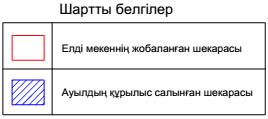 Шартты белгілер
Елді мекеннің жобаланған шекарасы
Ауылдың құрылыс салынған шекарасы